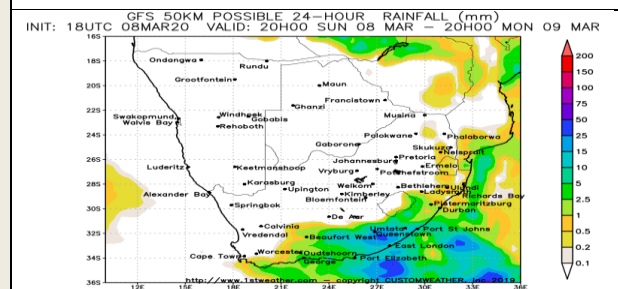 GFS 50KM POSSIBLE 24-HOUR RAINFALL (mm)
INIT: 18UTC 08MAR20 VALID: 20H00 SUN 08 MAR – 20H00 MON 09 MAR
16S
18S
20S
22S
24S
26S
28S
30S
32S
34S
36S
Ondangwa
Rundu
Grootfontein
Maun
Francistown
Ghanzi
Swakopmund
Walvis Bay
Windhoek
Gobabis
Rehoboth
Musina
Polokwane
Phalaborwa
Gaborone
Skukuza
Nelspruit
Johannesburg
Pretoria
Luderitz
Keetmanshoop
Vryburg
Potchefstroom
Ermelo
Karasburg
Upington
Welkom
Kimberley
Bethlehem
Ulundi
Ladysmith
Richards Bay
Alexander Bay
Springbok
Bloemfontein
Pietermaritzburg
Durban
De Aar
Calvinia
Vredendal
Beaufort West
Umtata
Queenstown
Port St Johns
East London
Cape Town
Worcester
Oudtshoorn
George
Port Elizabeth
http://www.1stweather.com – copyright CUSTOMWEATHER, inc 2019
12E
15E
18E
21E
24E
27E
30E
33E
36E
200
150
100
75
50
25
15
10
5
2
1
0.5
0.2
0.1